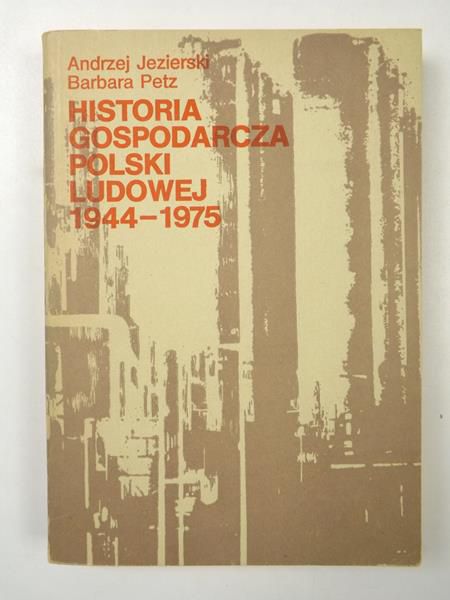 Andrzej Jezierski
Barbara Petz
HISTORIA
GOSPODARCZA
POLSKI
LUDOWEJ
1944–1975